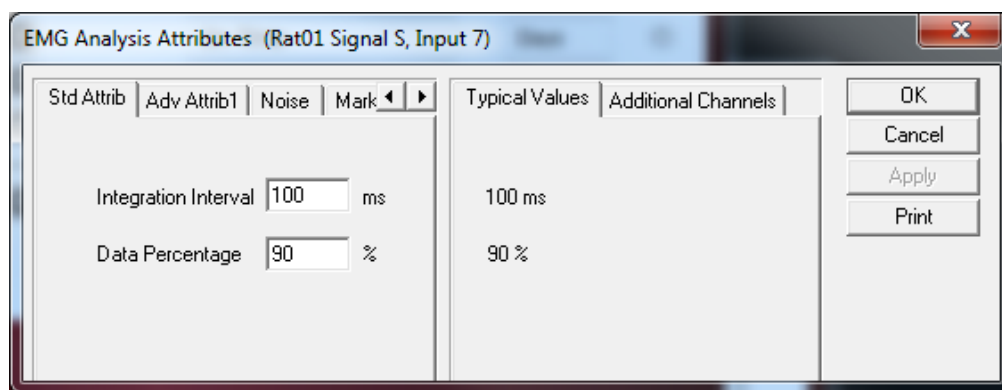 EMG Analysis Attributes (Rat01 Signal S, Input 7)
Std Attrib Adv Attrib1 Noise Mark
Typical Values Additional Channels
OK
Cancel
Apply
Print
Integration Interval 100 ms
100 ms
Data Percentage 90 %
90 %